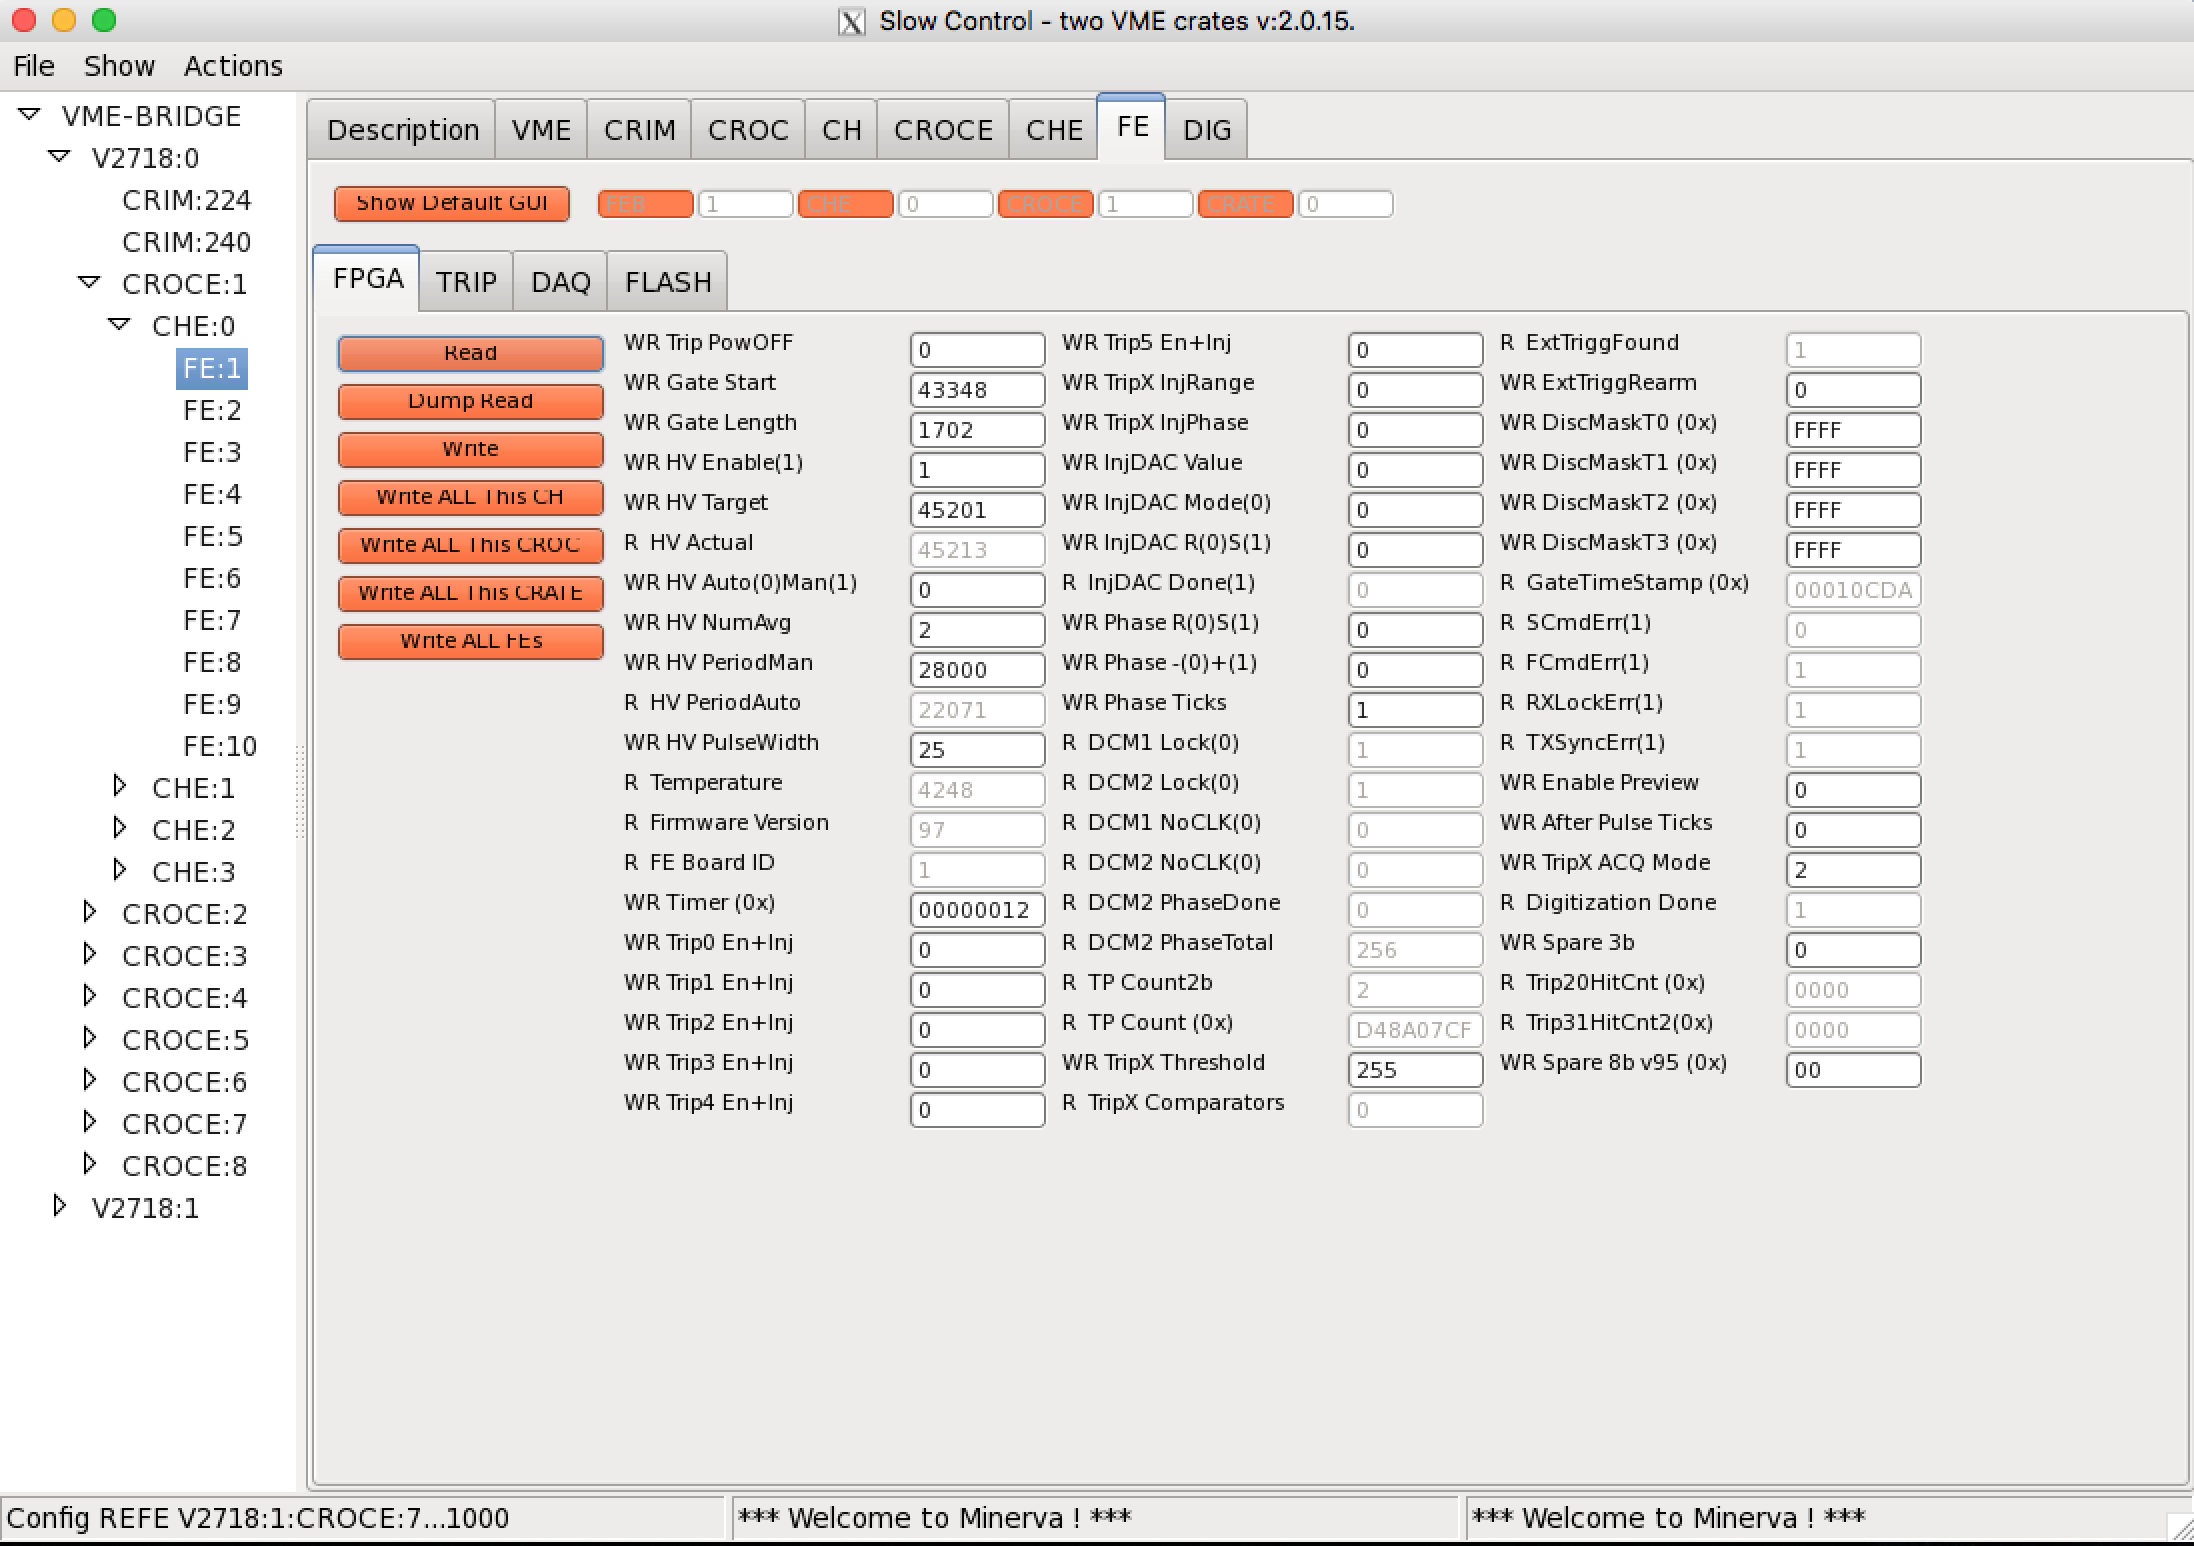 Slow Control - two VME crates v:2.0.15.
File Show Actions
VME-BRIDGE
V2718:0
CRIM:224
CRIM:240
CROCE:1
CHE:0
FE:1
FE:2
FE:3
FE:4
FE:5
FE:6
FE:7
FE:8
FE:9
FE:10
CHE:1
CHE:2
CHE:3
CROCE:2
CROCE:3
CROCE:4
CROCE:5
CROCE:6
CROCE:7
CROCE:8
V2718:1
Description VME CRIM CROC CH CROCE CHE FE DIG
Show Default GUI FEB 1 CHE 0 CROCE 1 CRATE 0
FPGA TRIP DAQ FLASH
Read
Dump Read
Write
Write ALL This CH
Write ALL This CROC
Write ALL This CRATE
Write ALL FEs
WR Trip PowOFF 0
WR Gate Start 43348
WR Gate Length 1702
WR HV Enable(1) 1
WR HV Target 45201
R HV Actual 45213
WR HV Auto(0)Man(1) 0
WR HV NumAvg 2
WR HV PeriodMan 28000
R HV PeriodAuto 22071
WR HV PulseWidth 25
R Temperature 4248
R Firmware Version 97
R FE Board ID 1
WR Timer (0x) 00000012
WR Trip0 En+Inj 0
WR Trip1 En+Inj 0
WR Trip2 En+Inj 0
WR Trip3 En+Inj 0
WR Trip4 En+Inj 0
WR Trip5 En+Inj 0
WR TripX InjRange 0
WR TripX InjPhase 0
WR InjDAC Value 0
WR InjDAC Mode(0) 0
WR InjDAC R(0)S(1) 0
R InjDAC Done(1) 0
WR Phase R(0)S(1) 0
WR Phase -(0)+(1) 0
WR Phase Ticks 1
R DCM1 Lock(0) 1
R DCM2 Lock(0) 1
R DCM1 NoCLK(0) 0
R DCM2 NoCLK(0) 0
R DCM2 PhaseDone 0
R DCM2 PhaseTotal 256
R TP Count2b 2
R TP Count (0x) D48A07CF
WR TripX Threshold 255
R TripX Comparators 0
R ExtTriggFound 1
WR ExtTriggRearm 0
WR DiscMaskT0 (0x) FFFF
WR DiscMaskT1 (0x) FFFF
WR DiscMaskT2 (0x) FFFF
WR DiscMaskT3 (0x) FFFF
R GateTimeStamp (0x) 00010CDA
R SCmdErr(1) 0
R FCmdErr(1) 1
R RXLockErr(1) 1
R TXSyncErr(1) 1
WR Enable Preview 0
WR After Pulse Ticks 0
WR TripX ACQ Mode 2
R Digitization Done 1
WR Spare 3b 0
R Trip20HitCnt (0x) 0000
R Trip31HitCnt2(0x) 0000
WR Spare 8b v95 (0x) 00
Config REFE V2718:1:CROCE:7...1000
*** Welcome to Minerva ! ***
*** Welcome to Minerva ! ***